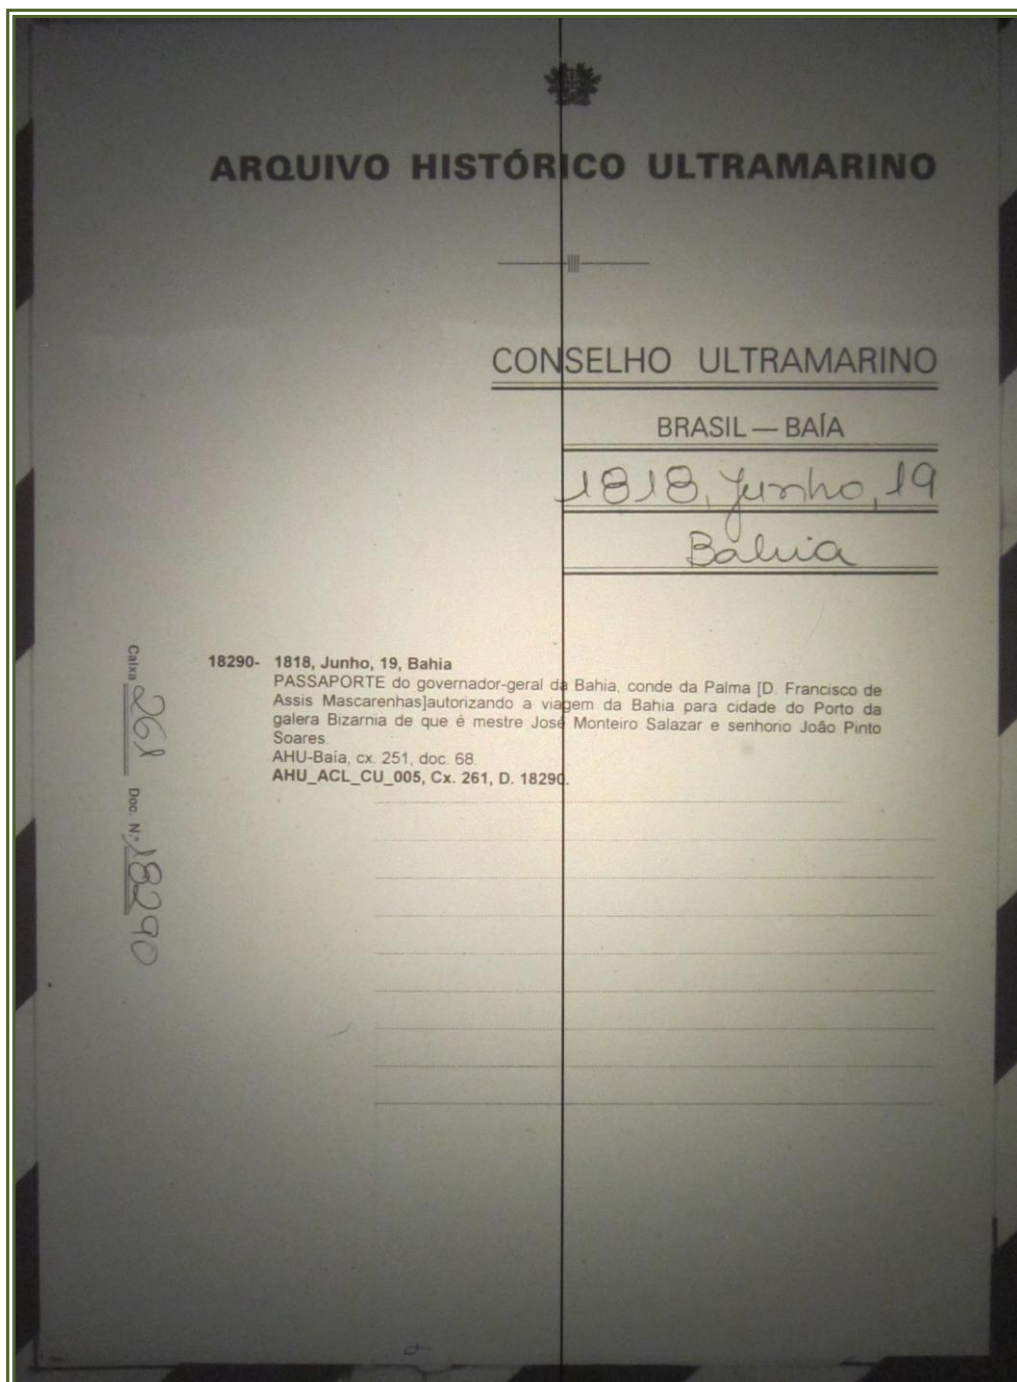 ARQUIVO HISTÓRICO ULTRAMARINO
CONSELHO ULTRAMARINO
BRASIL — BAÍA
1818, Junho, 19
Bahia
18290- 1818, Junho, 19, Bahia
PASSAPORTE do governador-geral da Bahia, conde da Palma [D. Francisco de
Assis Mascarenhas]autorizando a viagem da Bahia para cidade do Porto da
galera Bizarnia de que é mestre José Monteiro Salazar e senhorio João Pinto
Soares.
AHU-Baía, cx. 251, doc. 68.
AHU_ACL_CU_005, Cx. 261, D. 18290.
Caixa 261 Doc. N.º 18290